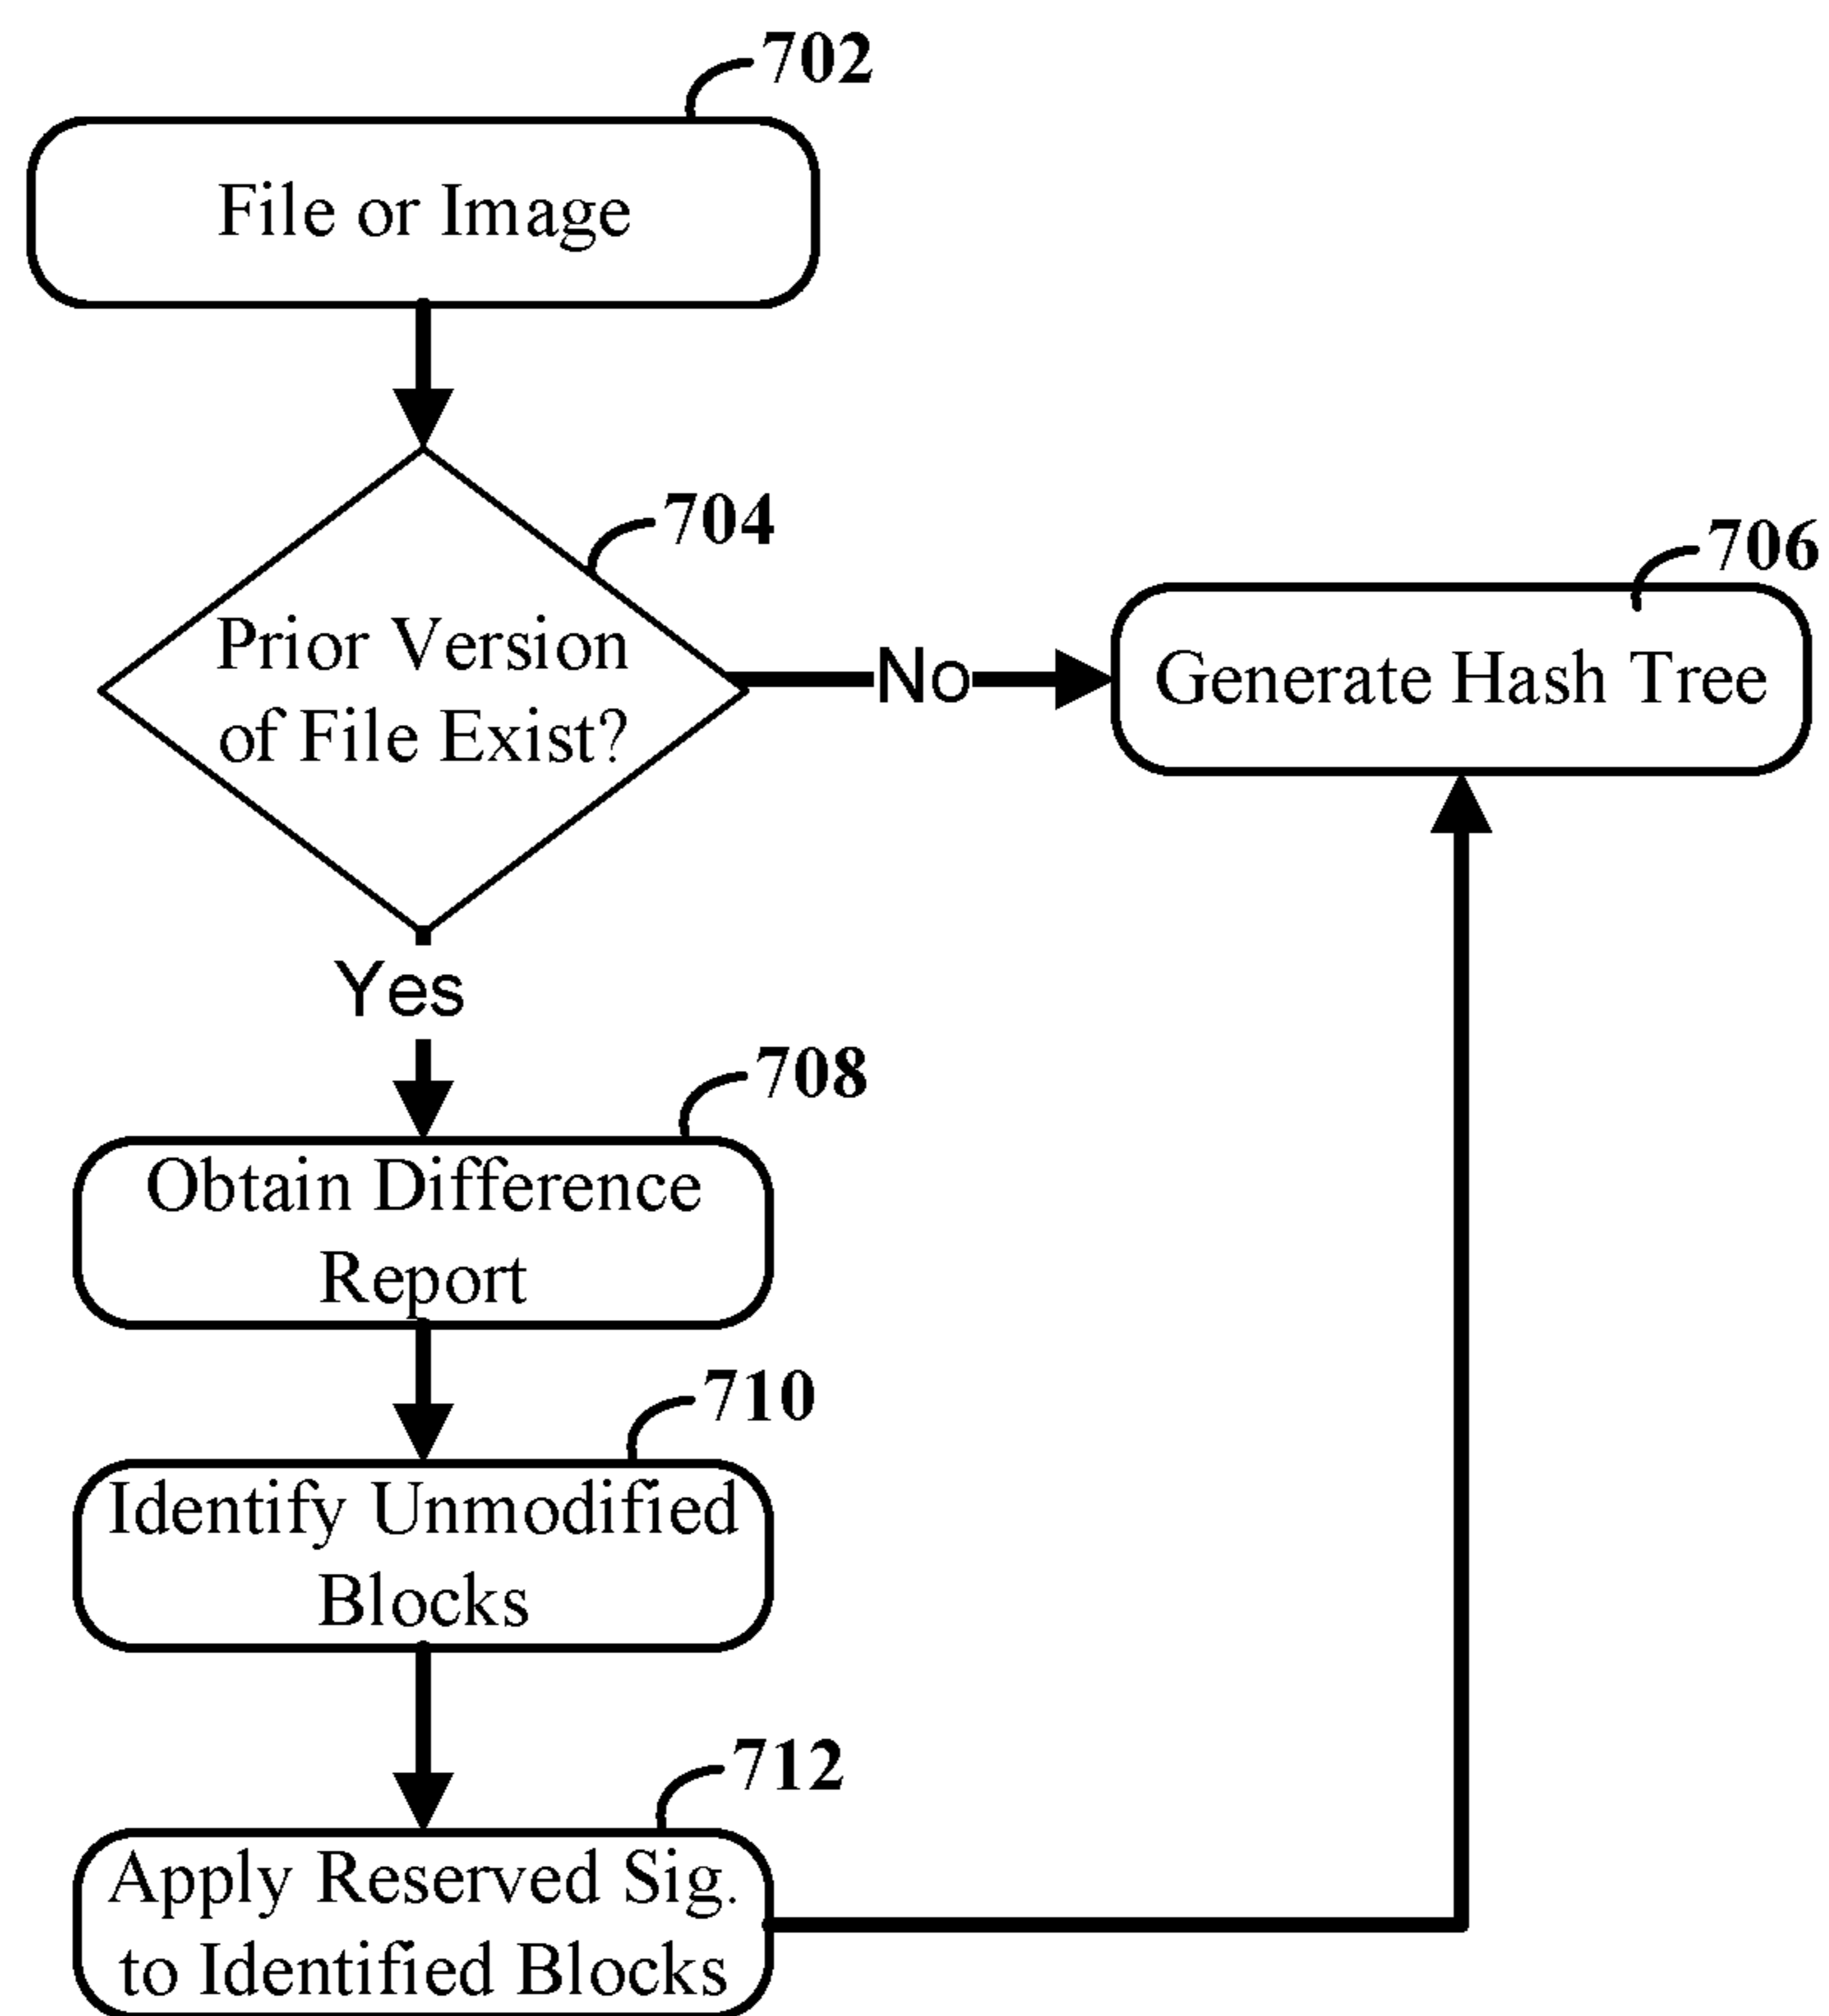 702
File or Image
704
Prior Version
of File Exist?
No
706
Generate Hash Tree
Yes
708
Obtain Difference
Report
710
Identify Unmodified
Blocks
712
Apply Reserved Sig.
to Identified Blocks